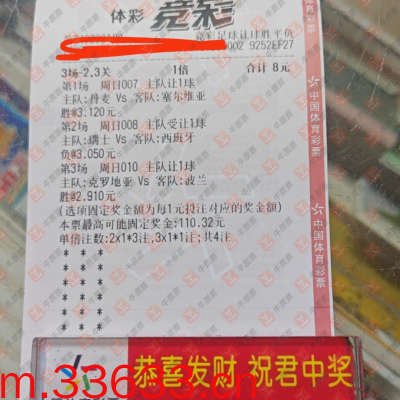 体彩 竞彩
竞彩足球让球胜平负
0002 9252EF27
3场-2,3关 1倍 合计 8元
第1场 周日007 主队让1球
主队:丹麦 Vs 客队:塞尔维亚
胜@3.120元
第2场 周日008 主队受让1球
主队:瑞士 Vs 客队:西班牙
负@3.050元
第3场 周日010 主队让1球
主队:克罗地亚 Vs 客队:波兰
胜@2.910元
(选项固定奖金额为每1元投注对应的奖金额)
本票最高可能固定奖金:110.32元
单倍注数:2x1*3注,3x1*1注;共4注
中国体育彩票
中国体育彩票
恭喜发财 祝君中奖